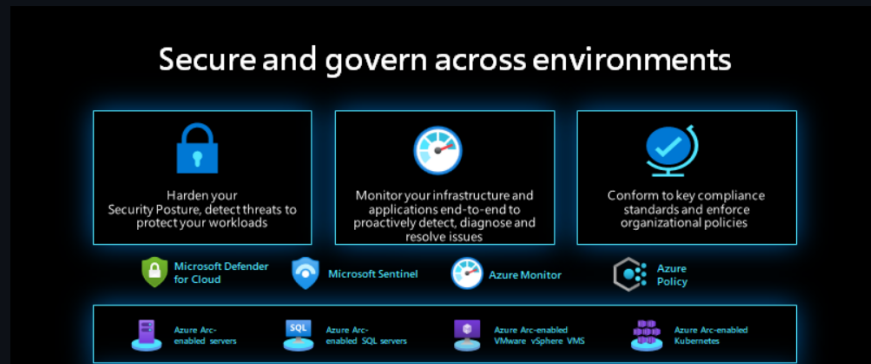 Secure and govern across environments
Harden your
Security Posture, detect threats to
protect your workloads
Monitor your infrastructure and
applications end-to-end to
proactively detect, diagnose and
resolve issues
Conform to key compliance
standards and enforce
organizational policies
Microsoft Defender
for Cloud
Microsoft Sentinel
Azure Monitor
Azure
Policy
Azure Arc-
enabled servers
SQL
Azure Arc-
enabled SQL servers
Azure Arc-enabled
VMware vSphere VMS
Azure Arc-enabled
Kubernetes